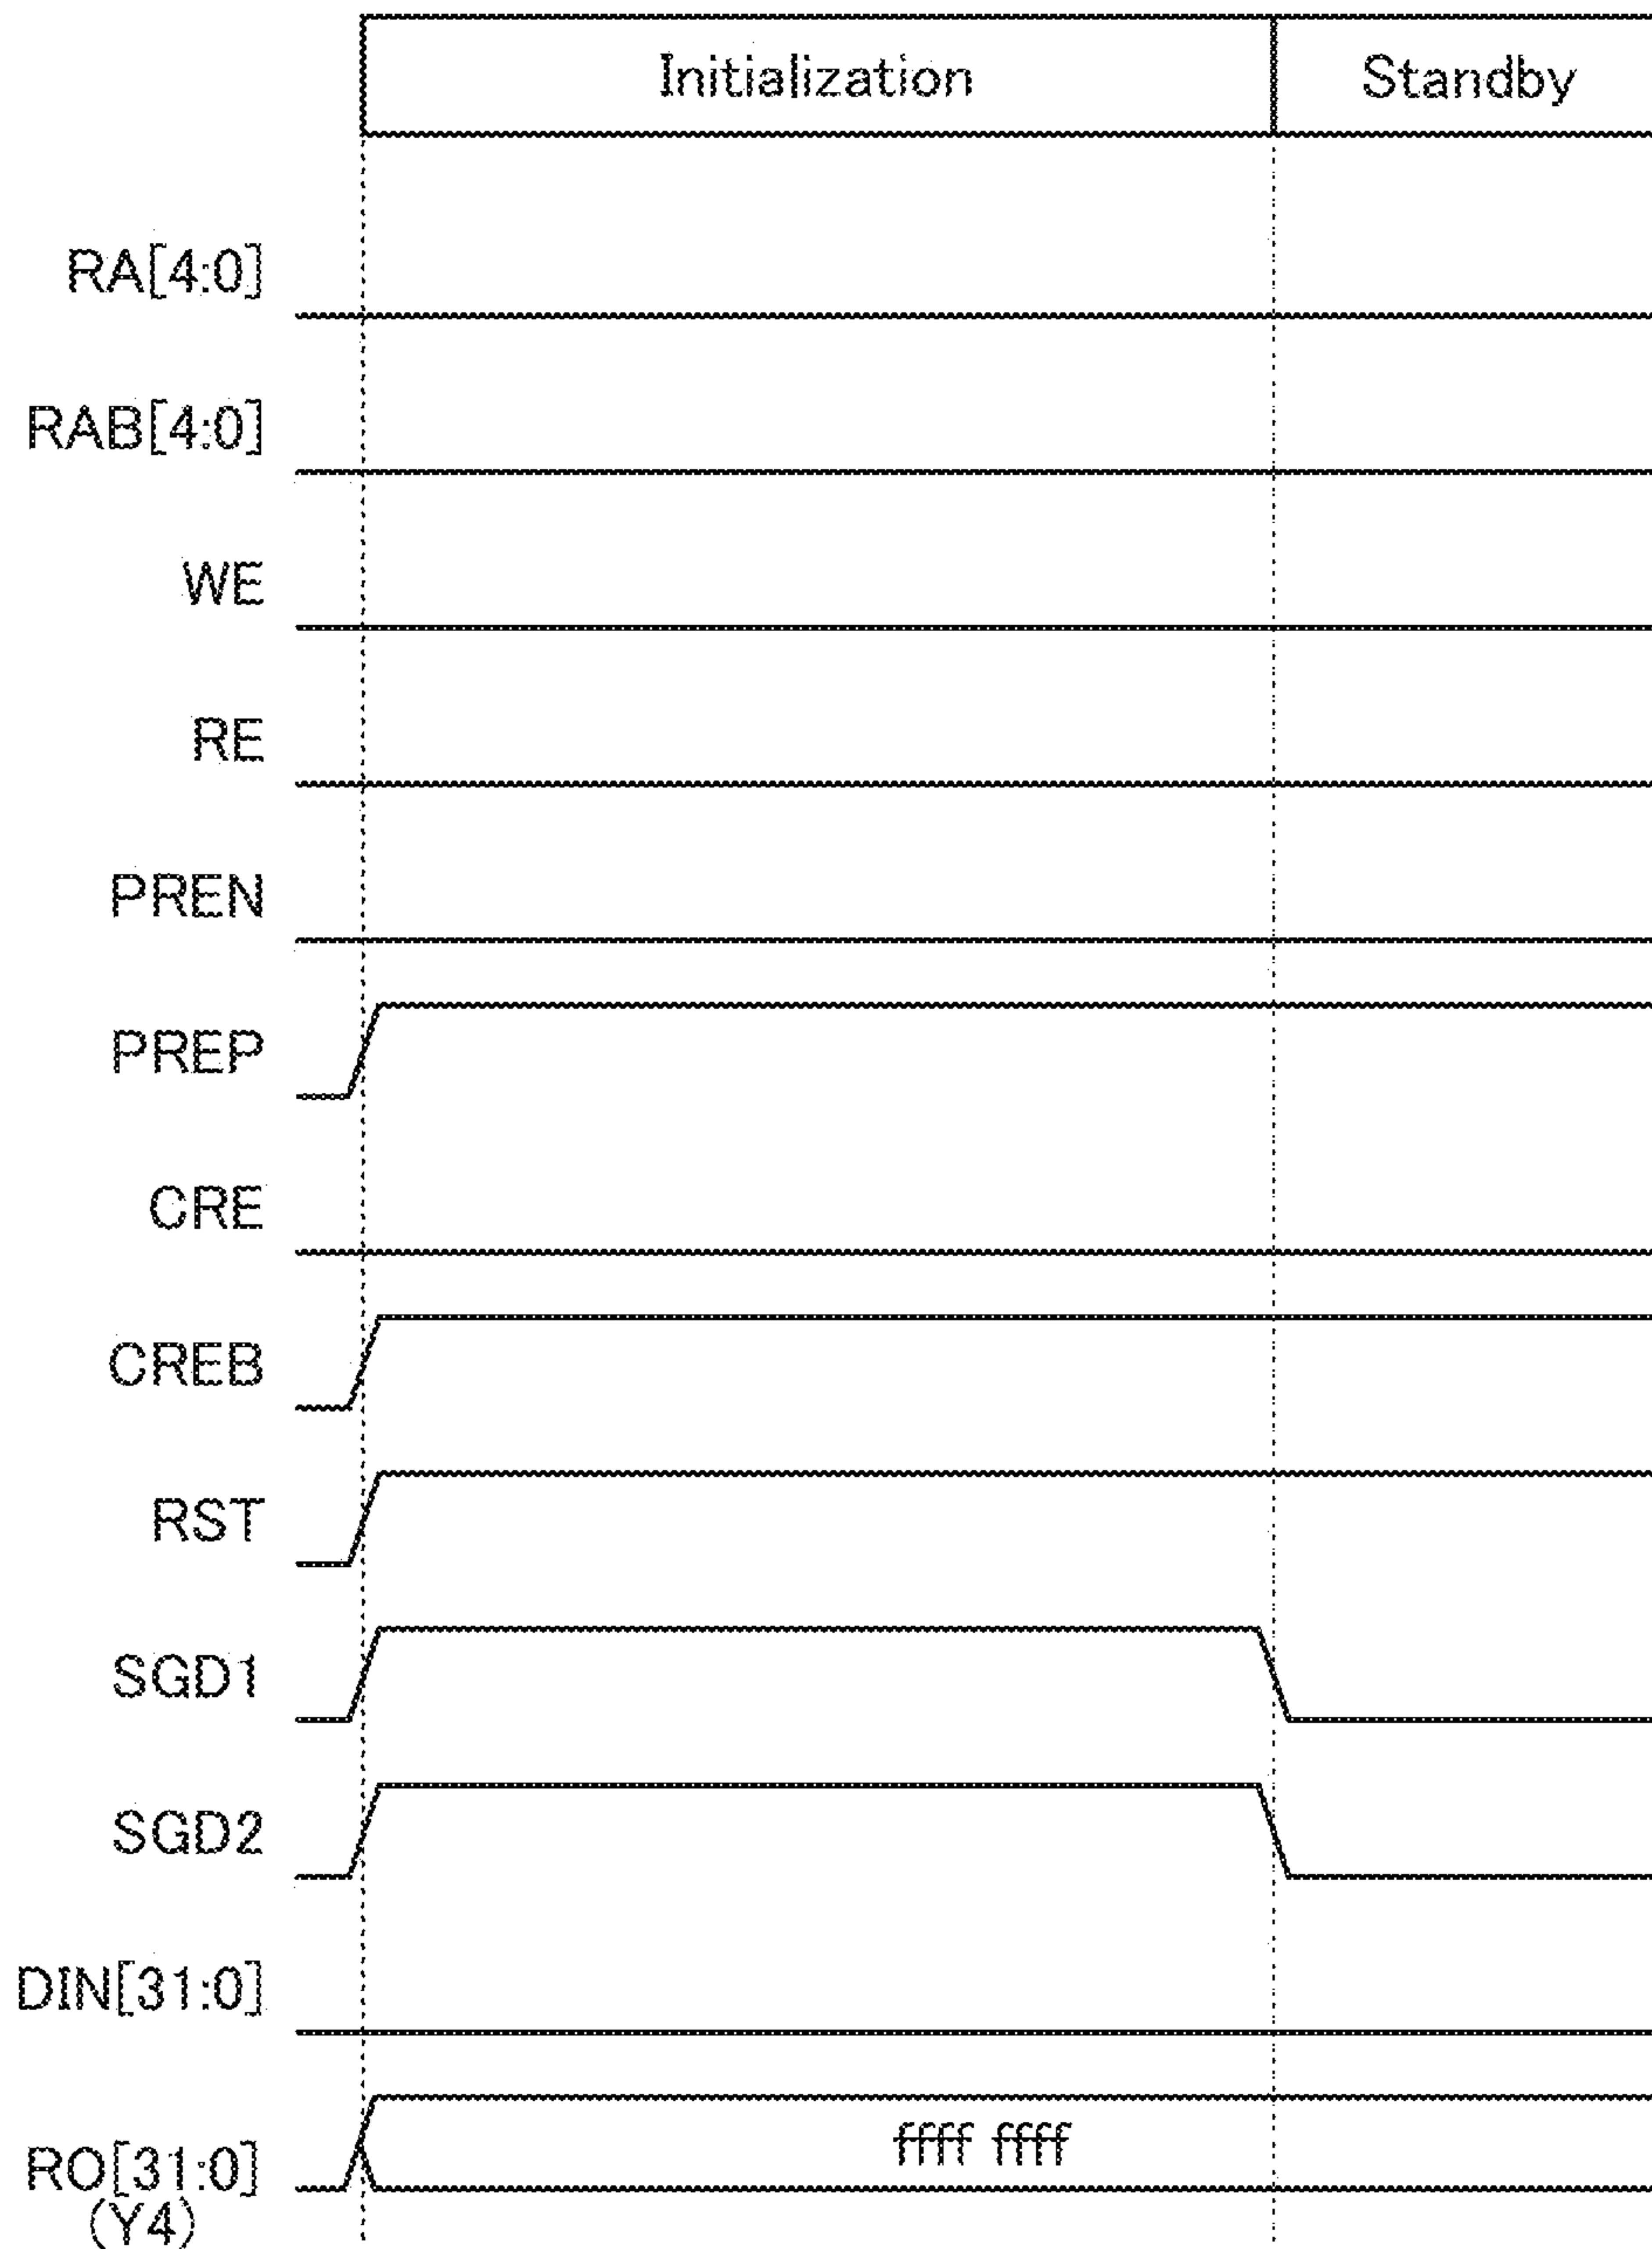 Initialization Standby
RA[4:0]
RAB[4:0]
WE
RE
PREN
PREP
CRE
CREB
RST
SGD1
SGD2
DIN[31:0]
ffff ffff
RO[31:0]
(Y4)